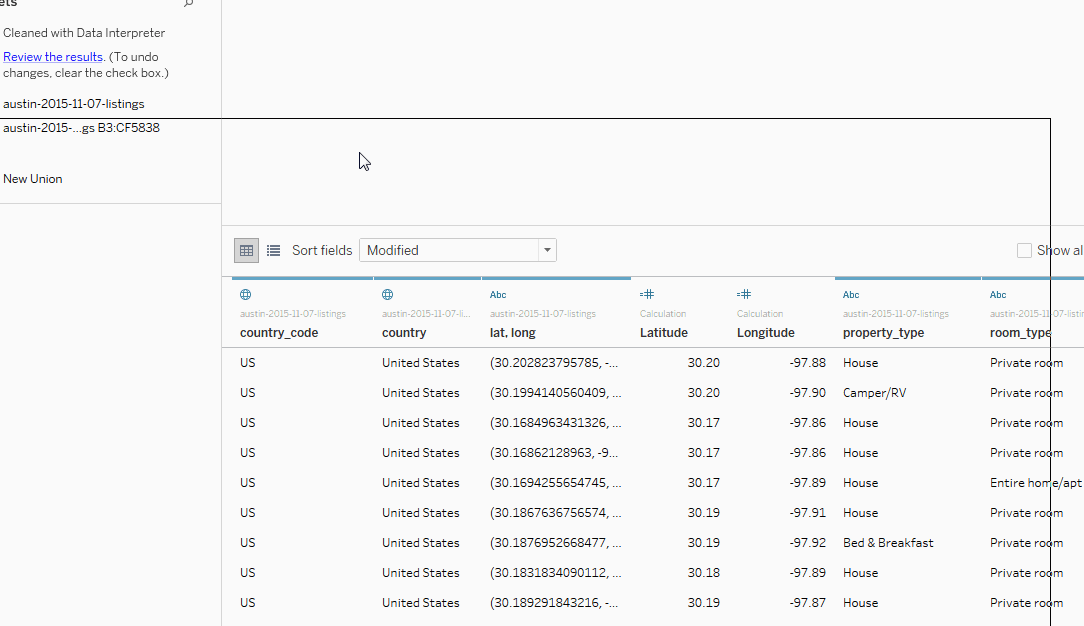 ets
Cleaned with Data Interpreter
Review the results. (To undo
changes, clear the check box.)
austin-2015-11-07-listings
austin-2015-...gs B3:CF5838
New Union
Sort fields Modified Show al
Abc Abc Abc
austin-2015-11-07-listings austin-2015-11-07-li... austin-2015-11-07-listings Calculation Calculation austin-2015-11-07-listings austin-2015-11-07-listin
country_code country lat, long Latitude Longitude property_type room_type
US United States (30.202823795785, -... 30.20 -97.88 House Private room
US United States (30.1994140560409, ... 30.20 -97.90 Camper/RV Private room
US United States (30.1684963431326, ... 30.17 -97.86 House Private room
US United States (30.16862128963, -9... 30.17 -97.86 House Private room
US United States (30.1694255654745, ... 30.17 -97.89 House Entire home/apt
US United States (30.1867636756574, ... 30.19 -97.91 House Private room
US United States (30.1876952668477, ... 30.19 -97.92 Bed & Breakfast Private room
US United States (30.1831834090112, ... 30.18 -97.89 House Private room
US United States (30.189291843216, -... 30.19 -97.87 House Private room